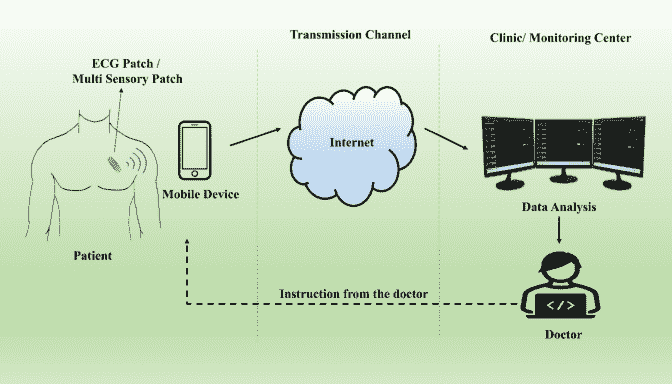 Transmission Channel
Clinic/ Monitoring Center
ECG Patch /
Multi Sensory Patch
Internet
Mobile Device
Data Analysis
Patient
Instruction from the doctor
</>
Doctor